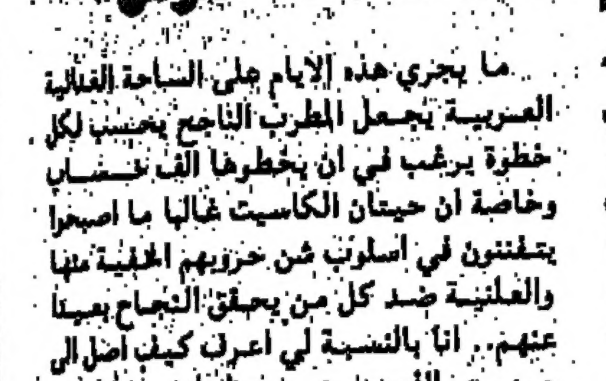 ما يجري هذه الايام على الساحة الغنائية
العربية يجعل المطرب الناجح يحسب لكل
خطوة يرغب في ان يخطوها الف حساب
وخاصة أن حيتان الكاسيت غالبا ما اصبحوا
يتفننون في اسلوب شن حروبهم الخفية منها
والعلنية ضد كل من يحقق النجاح بعيدا
عنهم.. انا بالنسبة لي اعرف كيف اصل الى